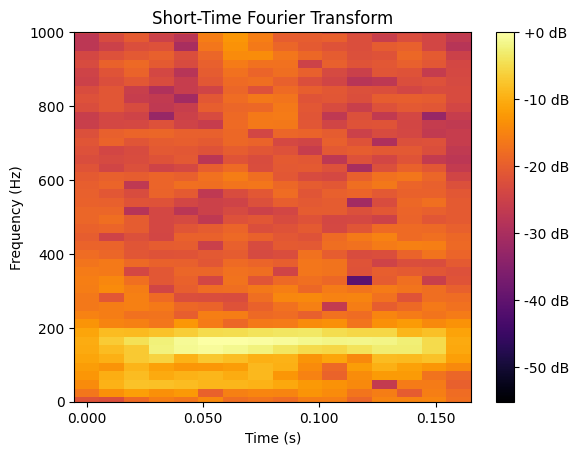 Short-Time Fourier Transform
1000
800
600
400
200
0
Frequency (Hz)
0.000
0.050
0.100
0.150
Time (s)
+0 dB
-10 dB
-20 dB
-30 dB
-40 dB
-50 dB